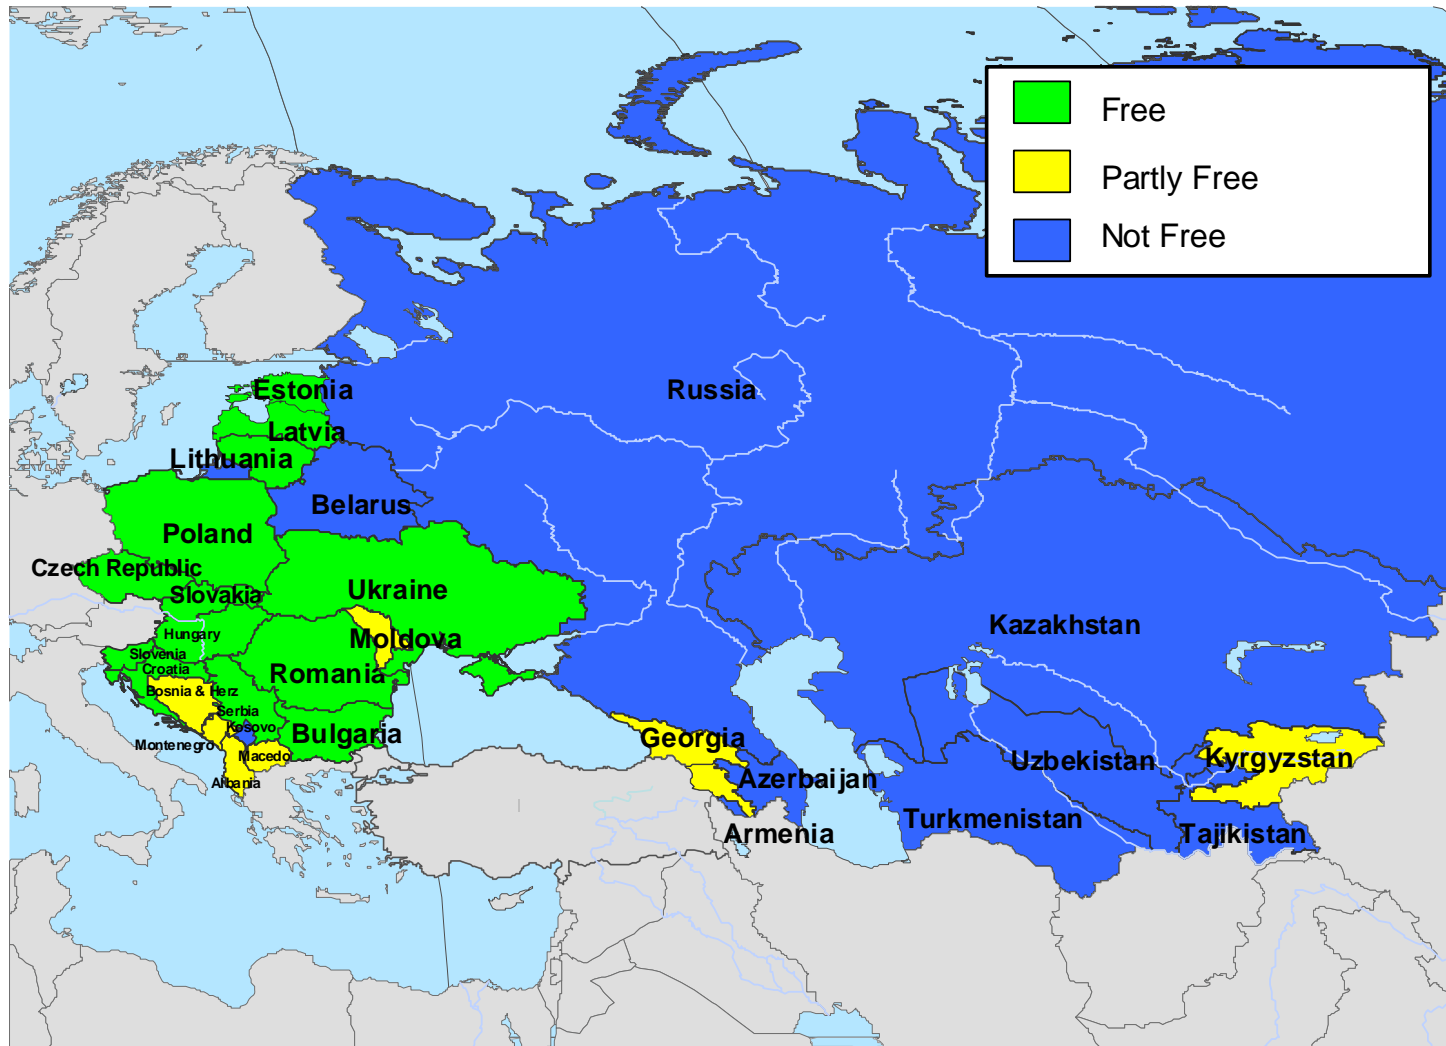 Free
Partly Free
Not Free
Estonia
Russia
Latvia
Lithuania
Belarus
Poland
Czech Republic
Slovakia
Ukraine
Hungary
Moldova
Kazakhstan
Slovenia
Croatia
Romania
Bosnia & Herz
Serbia
Kosovo
Bulgaria
Montenegro
Macedo
Albania
Georgia
Kyrgyzstan
Uzbekistan
Azerbaijan
Turkmenistan
Armenia
Tajikistan